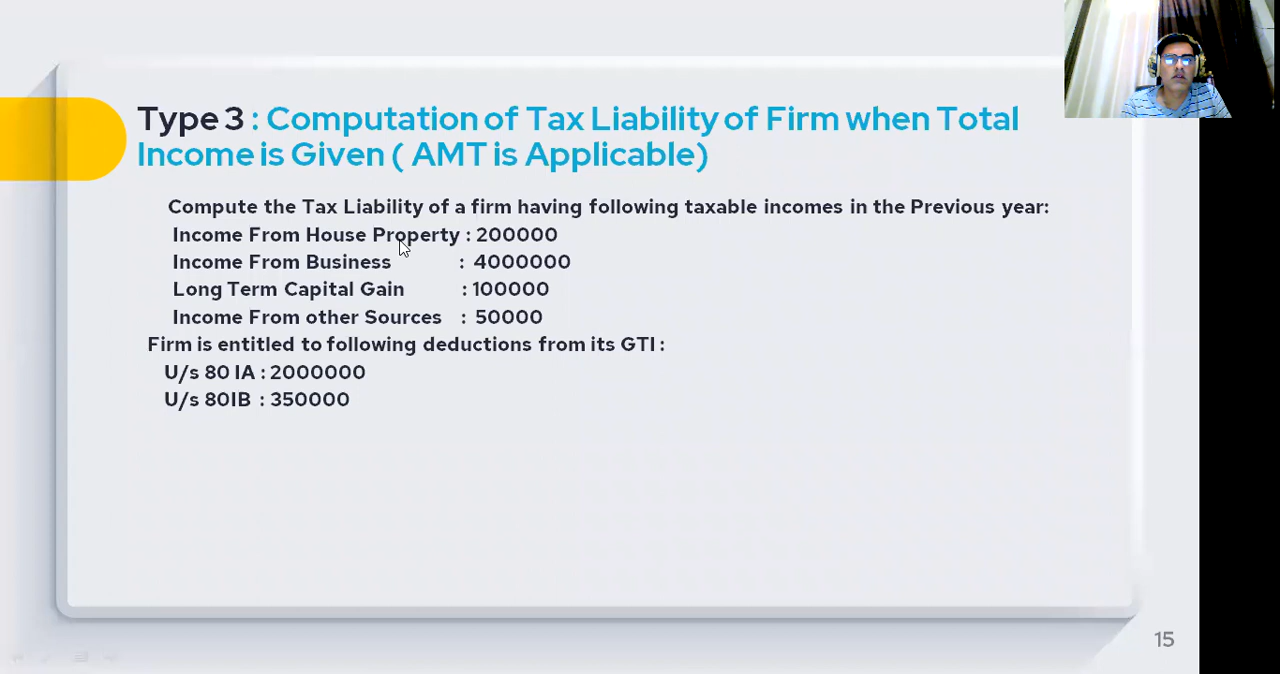 Type 3 : Computation of Tax Liability of Firm when Total
Income is Given ( AMT is Applicable)
Compute the Tax Liability of a firm having following taxable incomes in the Previous year:
Income From House Property : 200000
Income From Business : 4000000
Long Term Capital Gain : 100000
Income From other Sources : 50000
Firm is entitled to following deductions from its GTI :
U/s 80 IA : 2000000
U/s 80IB : 350000
15